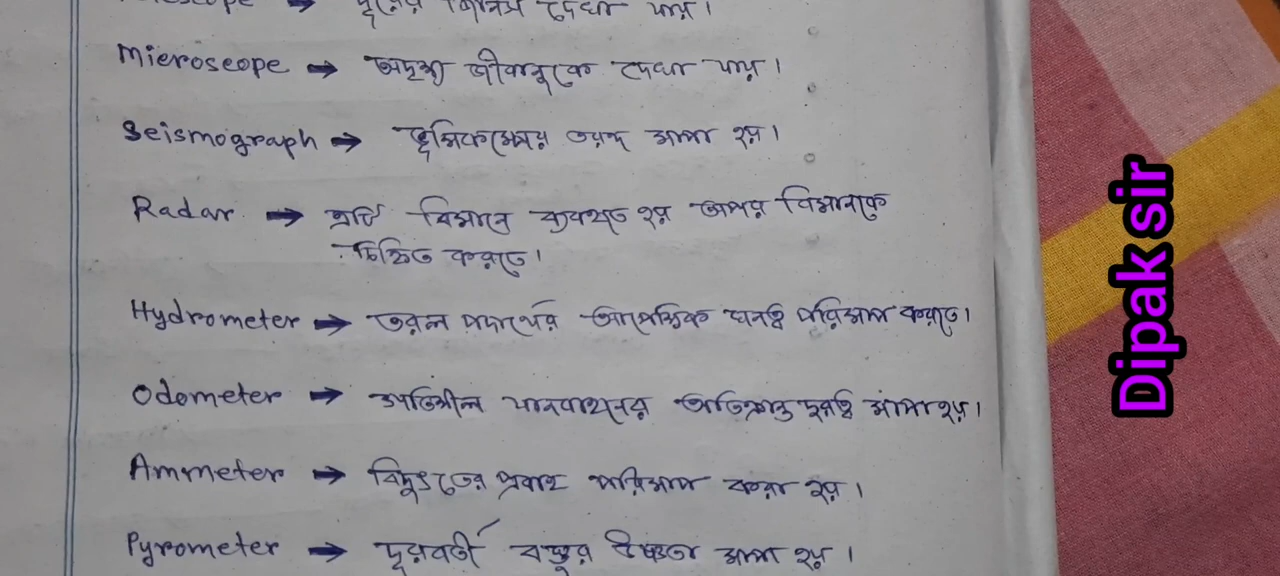 দূরের জিনিস দেখা যায়।
Microscope → অদৃশ্য জীবানুকে দেখা যায়।
Seismograph → ভূমিকম্পের তরঙ্গ মাপা হয়।
Radar → প্রতি বিমানে ব্যবহৃত হয় অপর বিমানকে
চিহ্নিত করতে।
Hydrometer → তরল পদার্থের আপেক্ষিক ঘনত্ব পরিমাপ করতে।
Odometer → গতিশীল যানবাহনের অতিক্রান্ত দূরত্ব মাপা হয়।
Ammeter → বিদ্যুৎতের প্রবাহ পরিমাপ করা হয়।
Pyrometer → দূরবর্তী বস্তুর উষ্ণতা মাপা হয়।
Dipak sir